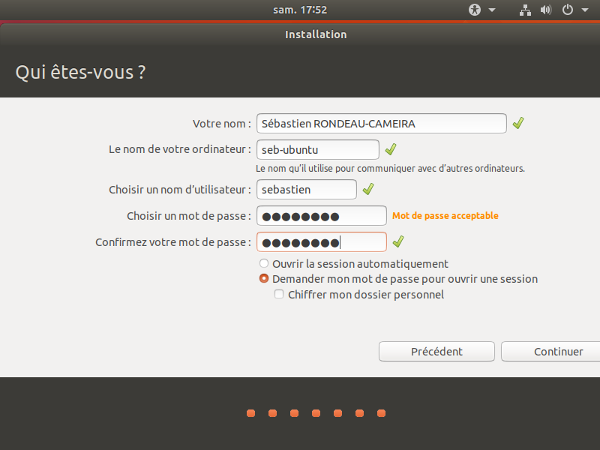 sam. 17:52
Installation
Qui êtes-vous ?
Votre nom : Sébastien RONDEAU-CAMEIRA
Le nom de votre ordinateur : seb-ubuntu
Le nom qu'il utilise pour communiquer avec d'autres ordinateurs.
Choisir un nom d'utilisateur : sebastien
Choisir un mot de passe : ●●●●●●●● Mot de passe acceptable
Confirmez votre mot de passe : ●●●●●●●●
Ouvrir la session automatiquement
Demander mon mot de passe pour ouvrir une session
Chiffrer mon dossier personnel
Précédent Continuer